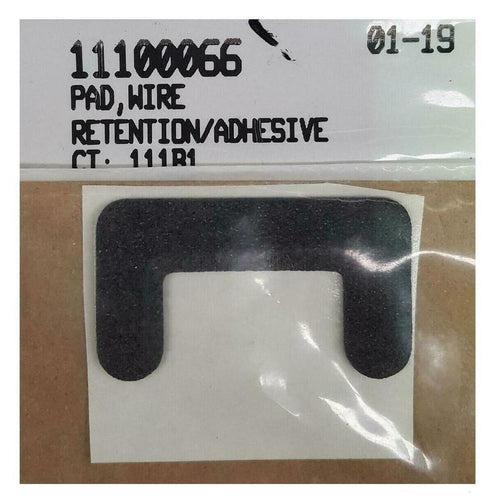 11100066 01-19
PAD,WIRE
RETENTION/ADHESIVE
CT: 111B1